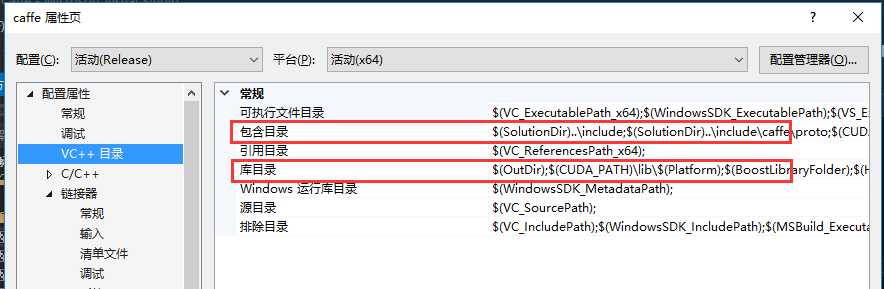 caffe 属性页
配置(C): 活动(Release) 平台(P): 活动(x64) 配置管理器(O)...
配置属性
常规
调试
VC++ 目录
C/C++
链接器
常规
输入
清单文件
调试
常规
可执行文件目录 $(VC_ExecutablePath_x64);$(WindowsSDK_ExecutablePath);$(VS_E
包含目录 $(SolutionDir)..\include;$(SolutionDir)..\include\caffe\proto;$(CUD
引用目录 $(VC_ReferencesPath_x64);
库目录 $(OutDir);$(CUDA_PATH)\lib\$(Platform);$(BoostLibraryFolder);$(H
Windows 运行库目录 $(WindowsSDK_MetadataPath);
源目录 $(VC_SourcePath);
排除目录 $(VC_IncludePath);$(WindowsSDK_IncludePath);$(MSBuild_Executa